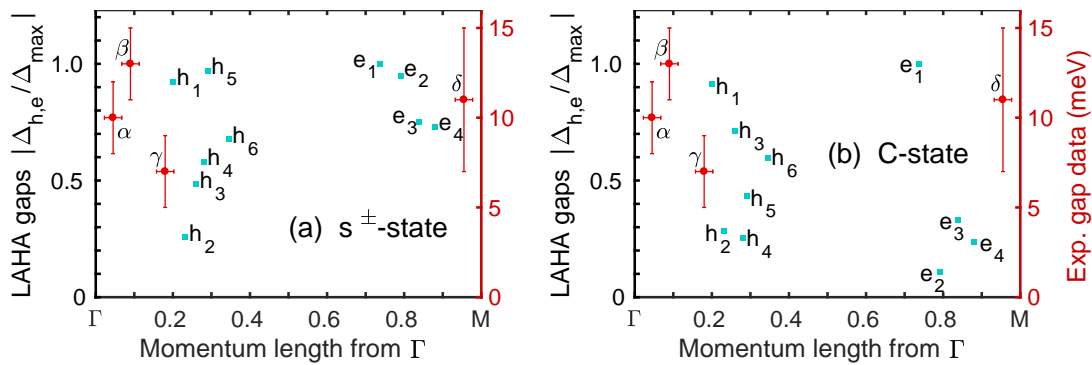 LAHA gaps |Δh,e/Δmax|
1.0
0.5
0
Γ
0.2
0.4
0.6
0.8
M
Momentum length from Γ
15
10
5
0
β
α
γ
δ
h1
h5
h6
h4
h3
h2
e1
e2
e3
e4
(a) s±-state
LAHA gaps |Δh,e/Δmax|
1.0
0.5
0
Γ
0.2
0.4
0.6
0.8
M
Momentum length from Γ
15
10
5
0
Exp. gap data (meV)
β
α
γ
δ
h1
h3
h6
h5
h2
h4
e1
e3
e4
e2
(b) C-state